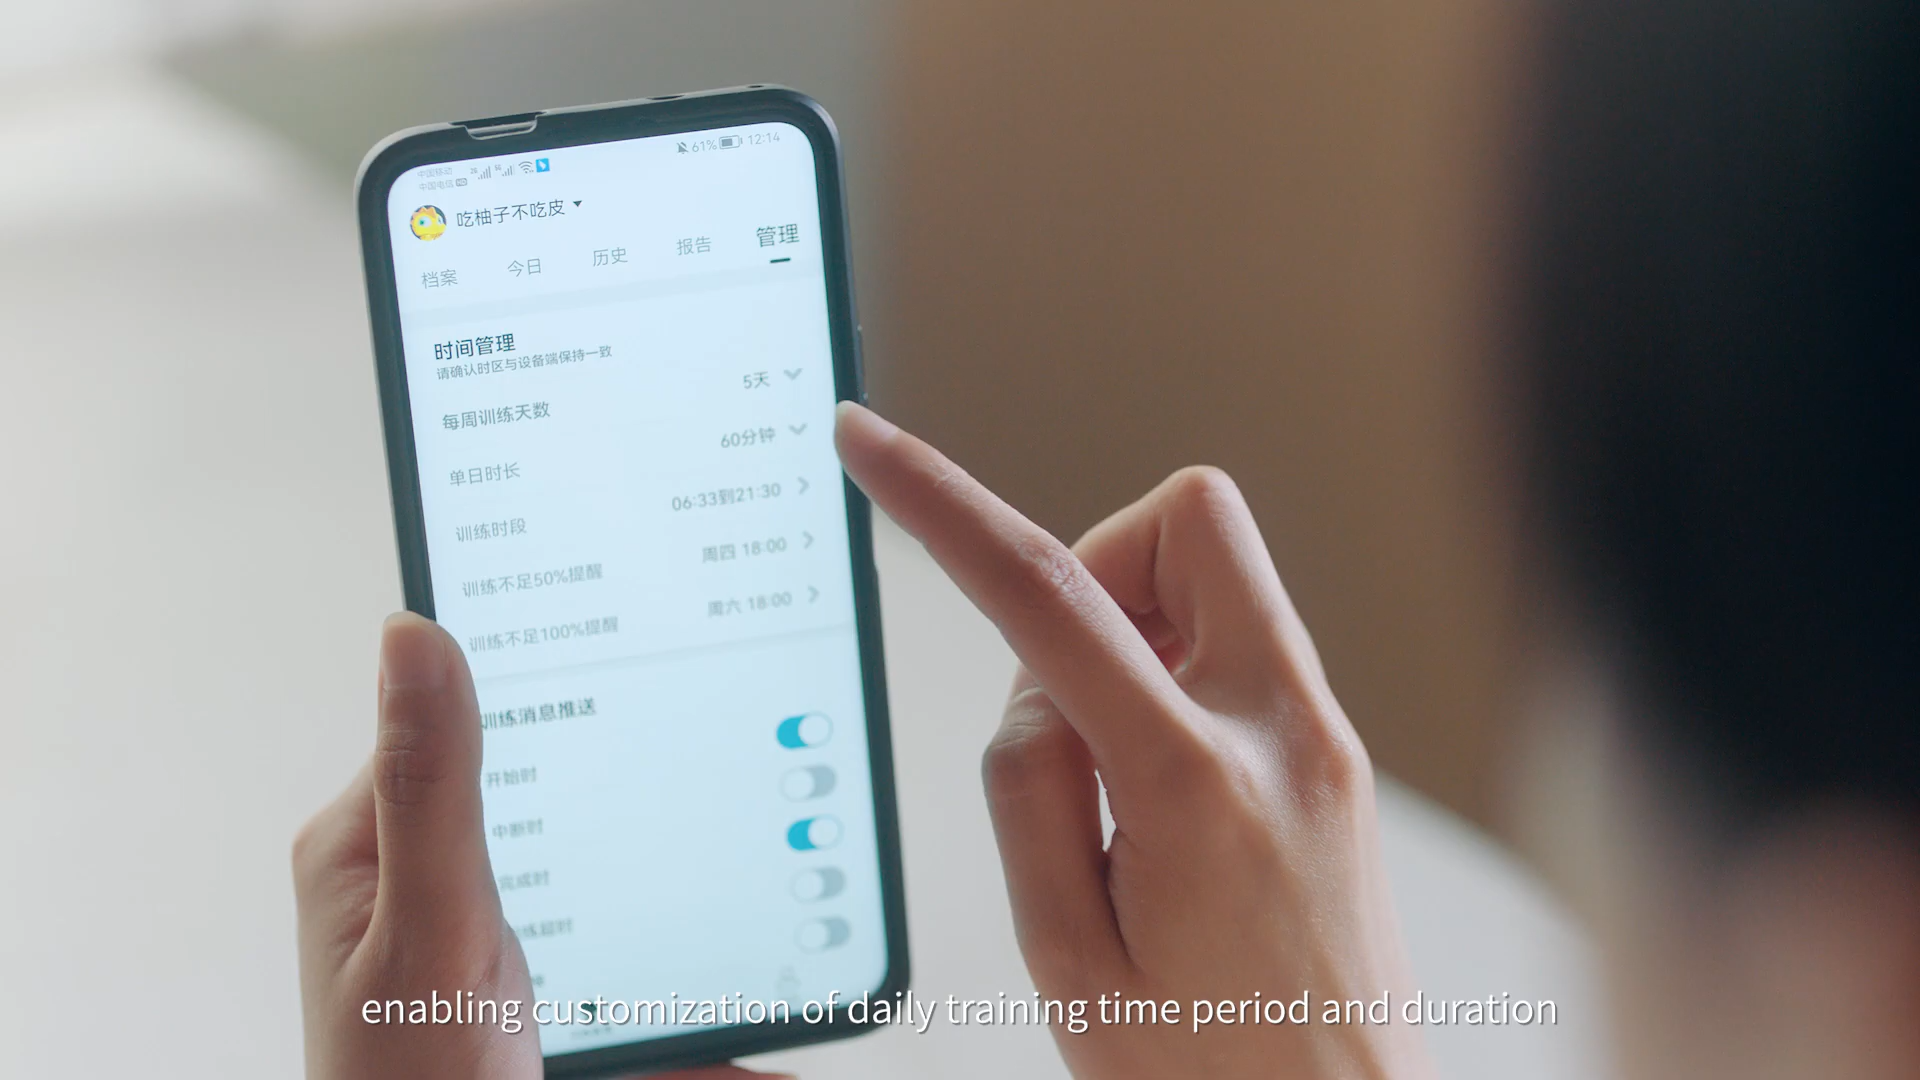 中国移动
中国电信
61% 12:14
吃柚子不吃皮
档案 今日 历史 报告 管理
时间管理
请确认时区与设备端保持一致
每周训练天数 5天
单日时长 60分钟
训练时段 06:33到21:30
训练不足50%提醒 周四 18:00
训练不足100%提醒 周六 18:00
训练消息推送
开始时
中断时
完成时
练超时
enabling customization of daily training time period and duration